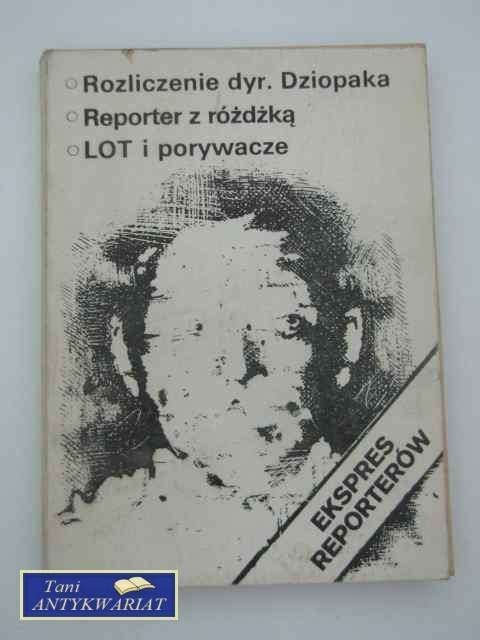 Rozliczenie dyr. Dziopaka
Reporter z różdżką
LOT i porywacze
EKSPRES
REPORTERÓW
Tani
ANTYKWARIAT